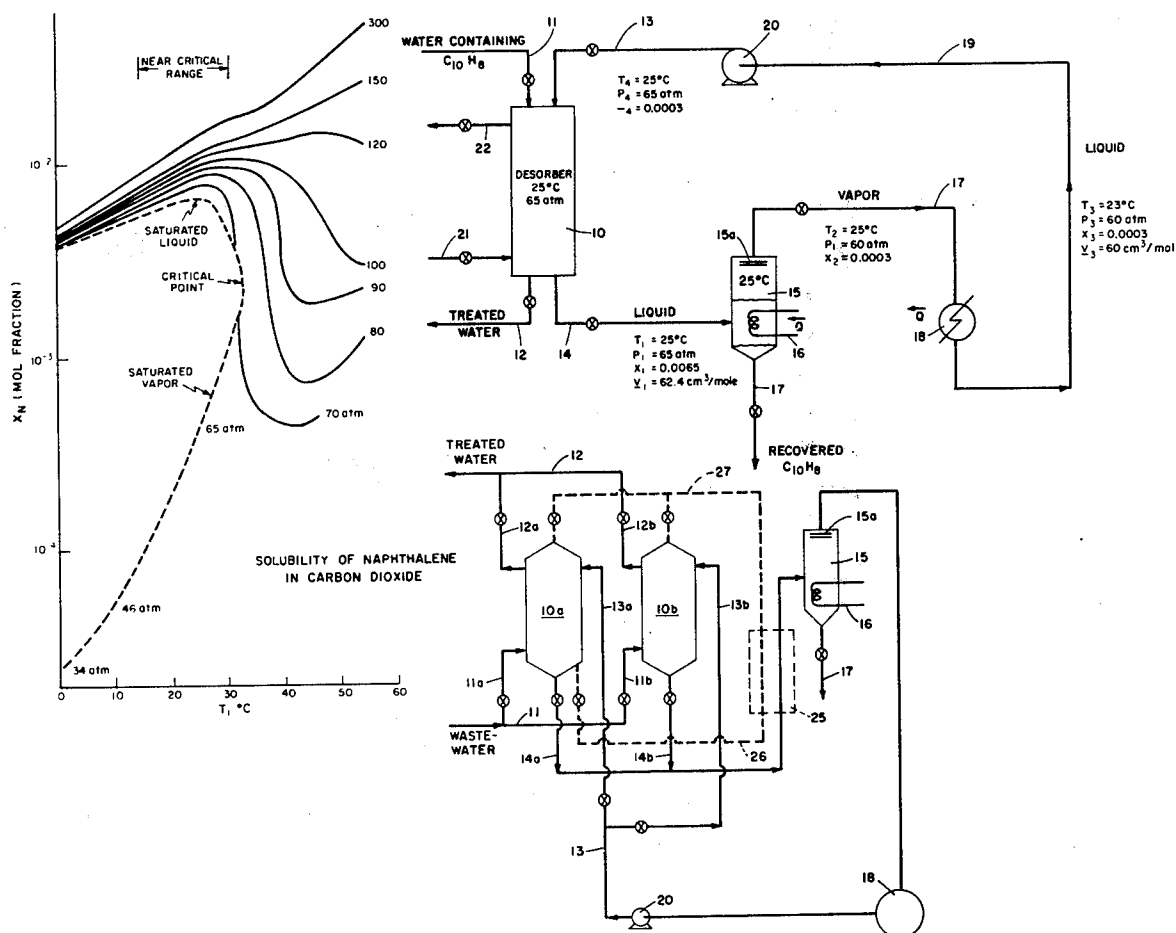 NEAR CRITICAL
RANGE
300
150
120
100
90
80
70 atm
SATURATED
LIQUID
CRITICAL
POINT
SATURATED
VAPOR
65 atm
46 atm
34 atm
X_N (MOL FRACTION)
10⁻²
10⁻³
10⁻⁴
0
10
20
30
40
50
60
T, °C
SOLUBILITY OF NAPHTHALENE
IN CARBON DIOXIDE
WATER CONTAINING
C₁₀H₈
11
13
20
19
T₄ = 25°C
P₄ = 65 atm
–₄ = 0.0003
22
DESORBER
25°C
65 atm
10
21
TREATED
WATER
12
14
LIQUID
T₁ = 25°C
P₁ = 65 atm
X₁ = 0.0065
V₁ = 62.4 cm³/mole
15a
25°C
15
Q
16
17
RECOVERED
C₁₀H₈
VAPOR
17
T₂ = 25°C
P₁ = 60 atm
X₂ = 0.0003
Q
18
LIQUID
T₃ = 23°C
P₃ = 60 atm
X₃ = 0.0003
V₃ = 60 cm³/mol
TREATED
WATER
12
27
12a
12b
10a
13a
10b
13b
11a
11b
WASTE-
WATER
11
14a
14b
26
25
15a
15
16
17
13
20
18